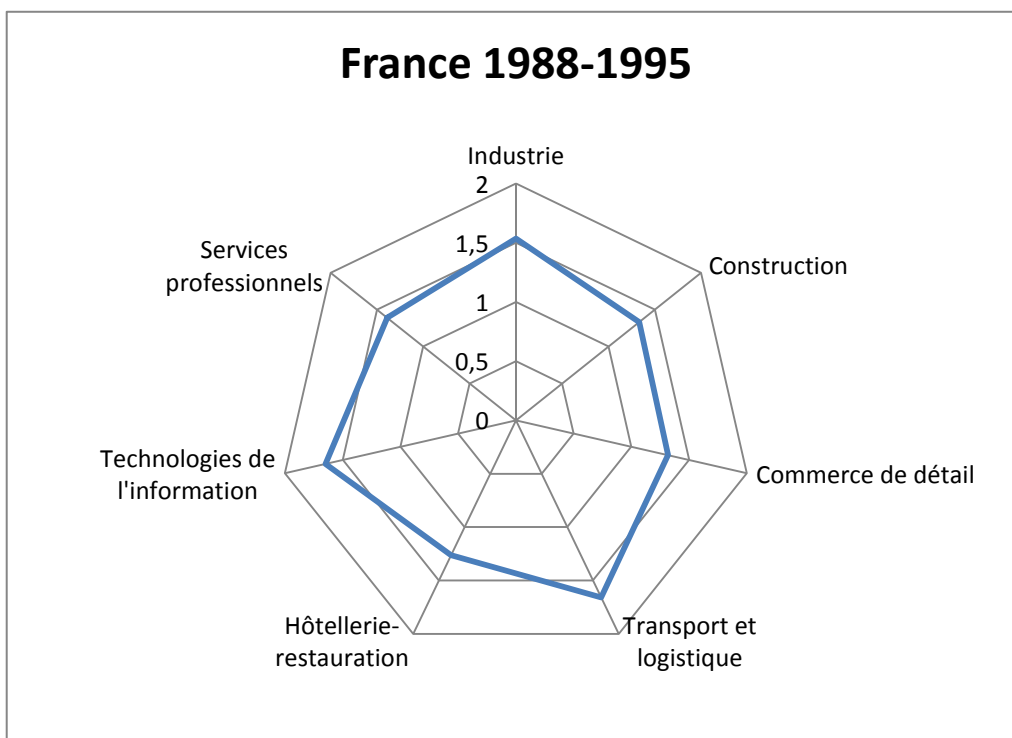 France 1988-1995
Industrie
2
1,5
1
0,5
0
Construction
Commerce de détail
Transport et
logistique
Hôtellerie-
restauration
Technologies de
l'information
Services
professionnels